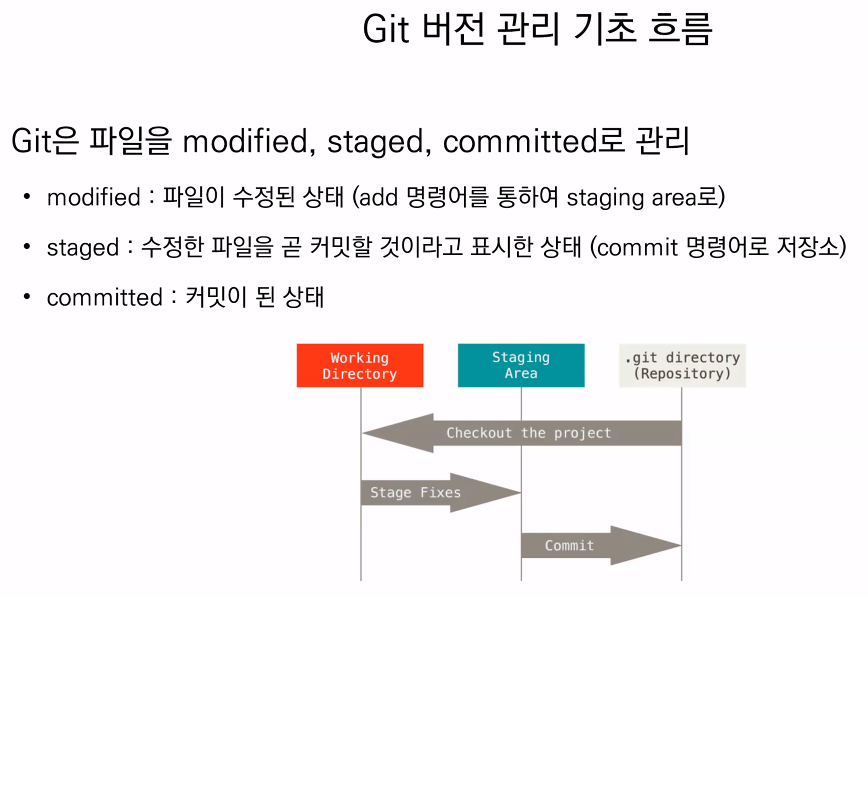 Git 버전 관리 기초 흐름
Git은 파일을 modified, staged, committed로 관리
• modified : 파일이 수정된 상태 (add 명령어를 통하여 staging area로)
• staged : 수정한 파일을 곧 커밋할 것이라고 표시한 상태 (commit 명령어로 저장소)
• committed : 커밋이 된 상태
Working
Directory
Staging
Area
.git directory
(Repository)
Checkout the project
Stage Fixes
Commit